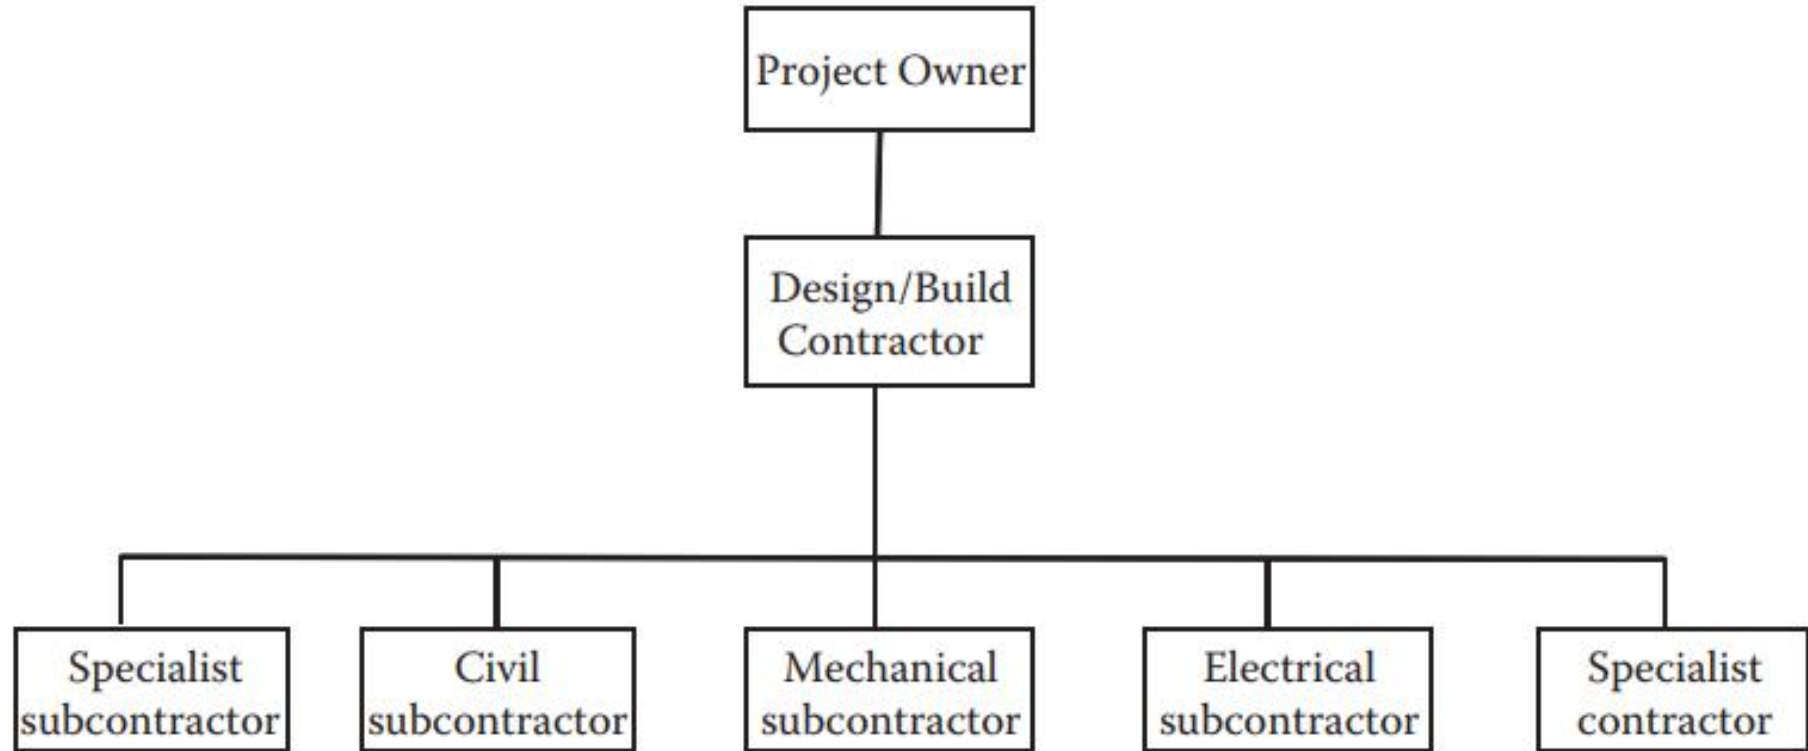 Project Owner
Design/Build
Contractor
Specialist
subcontractor
Civil
subcontractor
Mechanical
subcontractor
Electrical
subcontractor
Specialist
contractor